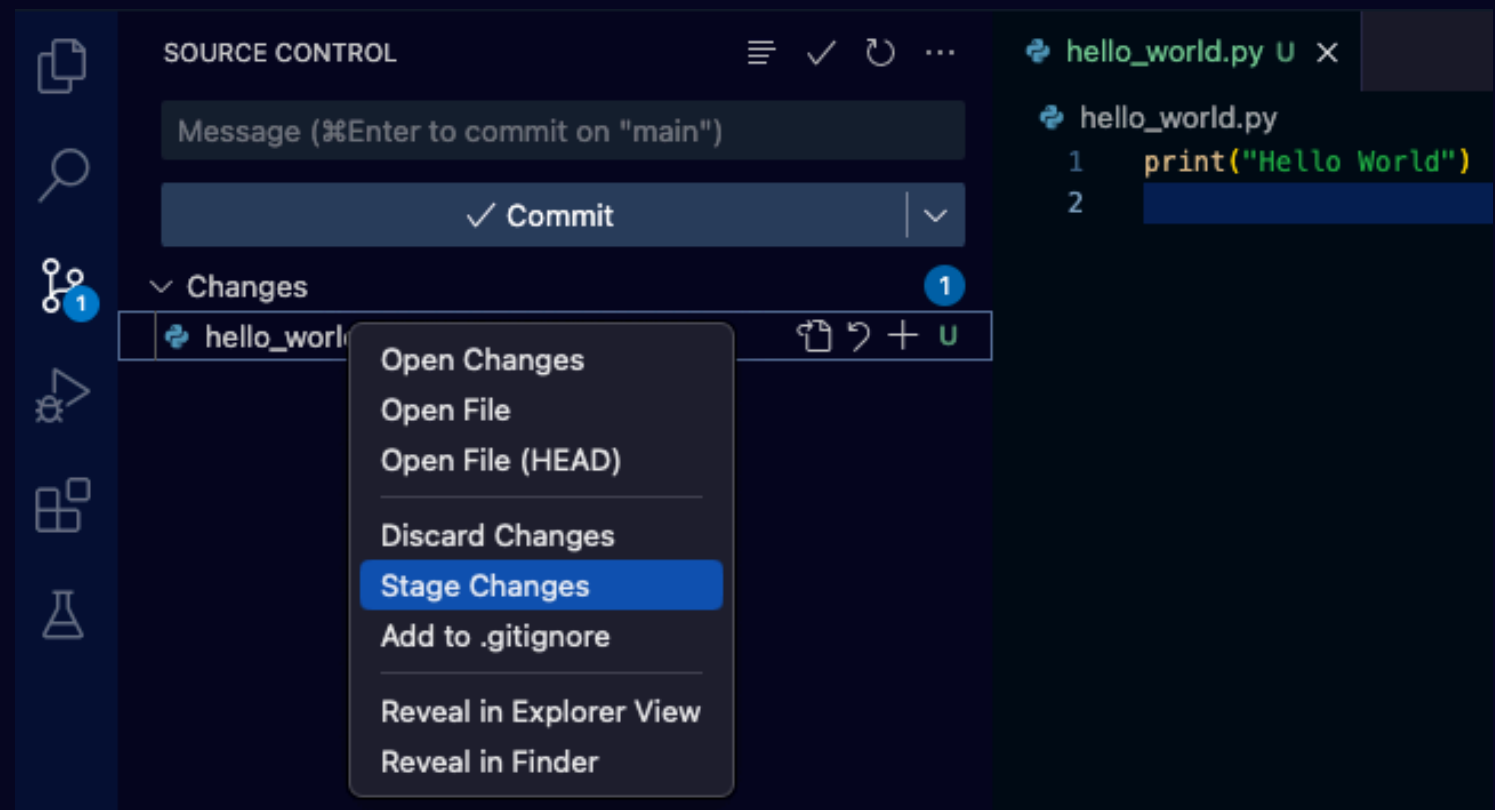 SOURCE CONTROL
Message (⌘Enter to commit on "main")
Commit
Changes
1
1
hello_worl
U
Open Changes
Open File
Open File (HEAD)
Discard Changes
Stage Changes
Add to .gitignore
Reveal in Explorer View
Reveal in Finder
hello_world.py U
hello_world.py
1 print("Hello World")
2